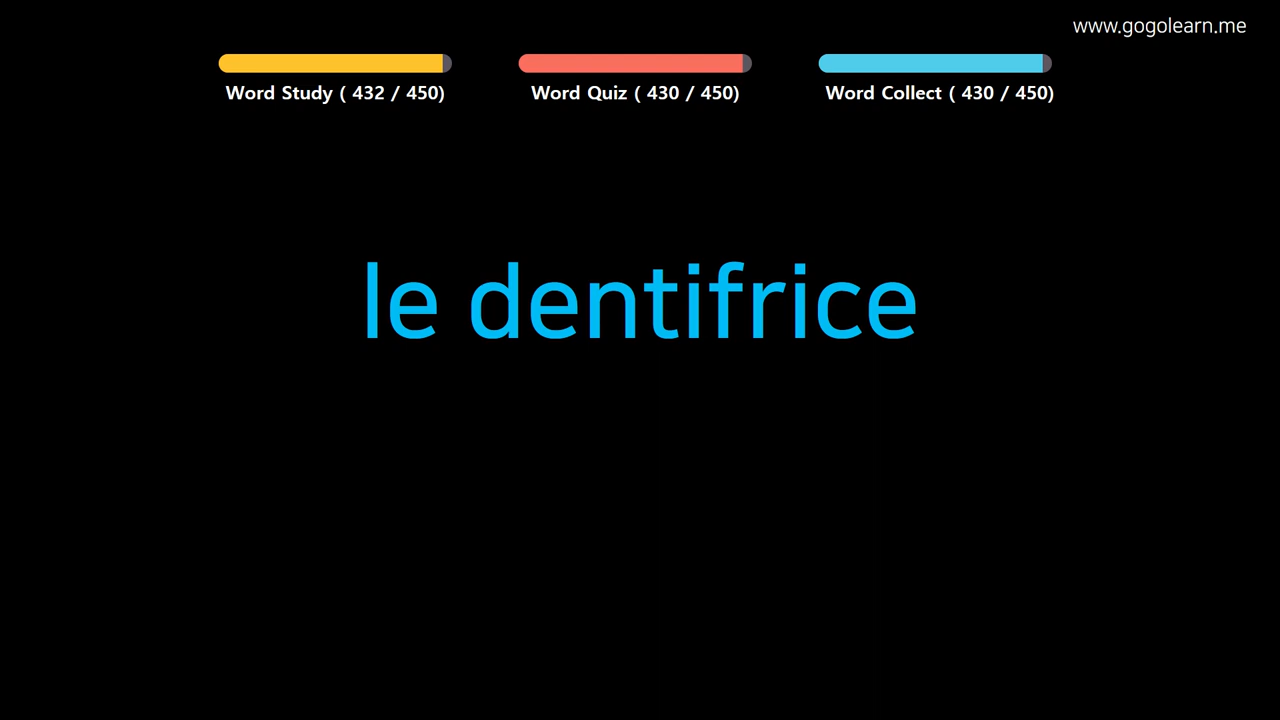 www.gogolearn.me
Word Study ( 432 / 450)
Word Quiz ( 430 / 450)
Word Collect ( 430 / 450)
le dentifrice